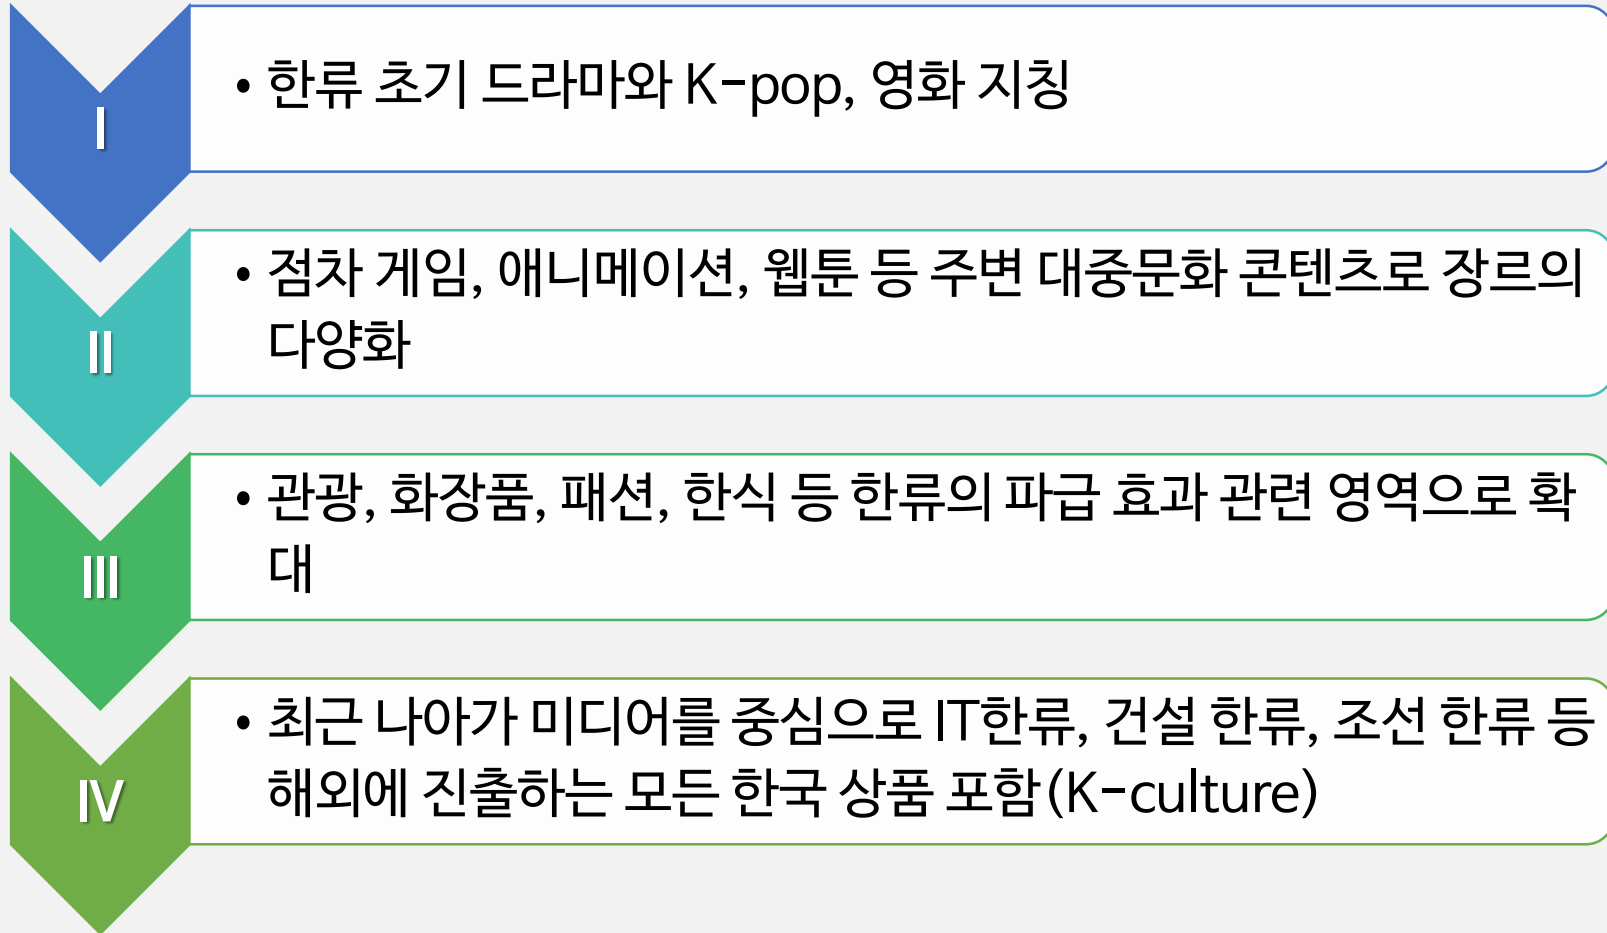 I
• 한류 초기 드라마와 K-pop, 영화 지칭
II
• 점차 게임, 애니메이션, 웹툰 등 주변 대중문화 콘텐츠로 장르의
다양화
III
• 관광, 화장품, 패션, 한식 등 한류의 파급 효과 관련 영역으로 확
대
IV
• 최근 나아가 미디어를 중심으로 IT한류, 건설 한류, 조선 한류 등
해외에 진출하는 모든 한국 상품 포함(K-culture)